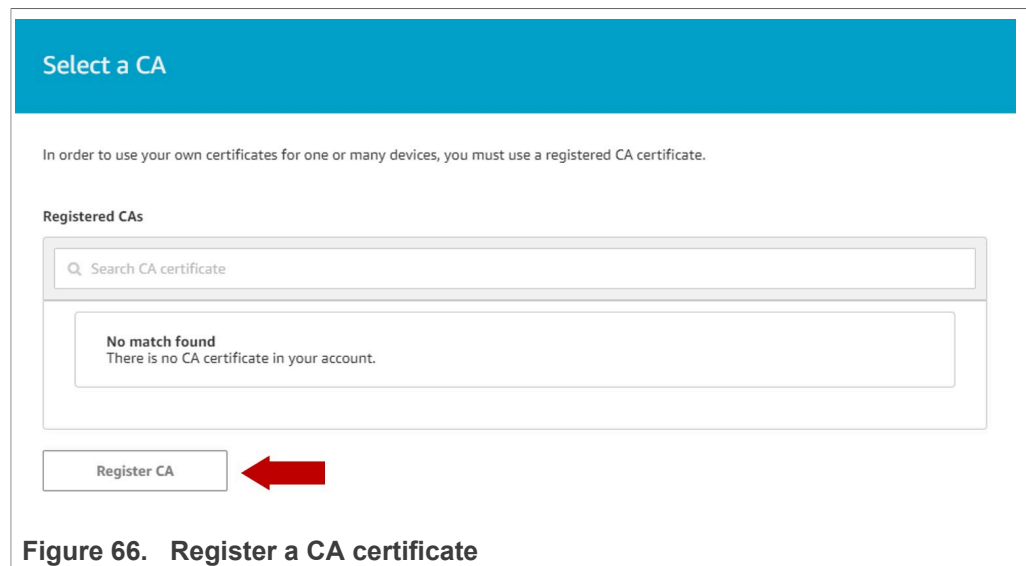 Select a CA
In order to use your own certificates for one or many devices, you must use a registered CA certificate.
Registered CAs
Search CA certificate
No match found
There is no CA certificate in your account.
Register CA
Figure 66. Register a CA certificate